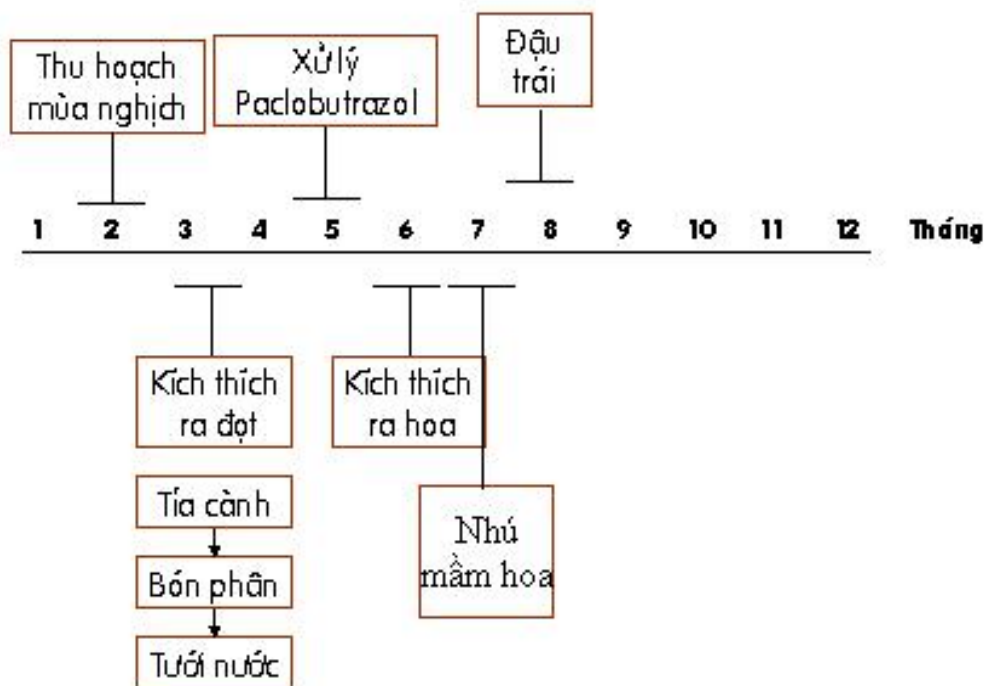 Thu hoạch
mùa nghịch
Xử lý
Paclobutrazol
Đậu
trái
1 2 3 4 5 6 7 8 9 10 11 12 Tháng
Kích thích
ra đọt
Kích thích
ra hoa
Tỉa cành
Bón phân
Tưới nước
Nhú
mầm hoa